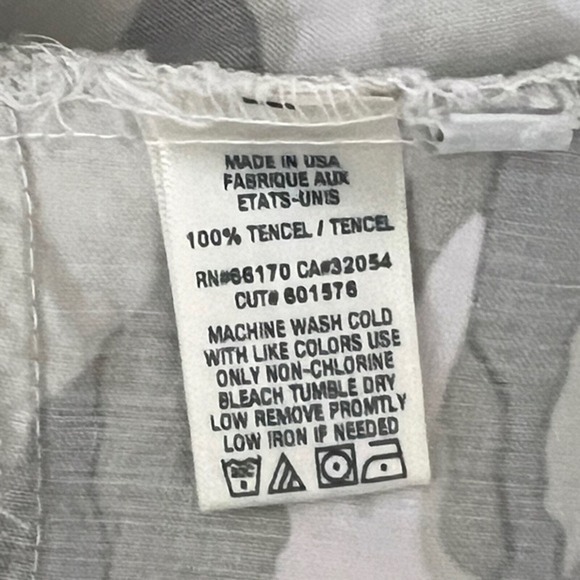 MADE IN USA
FABRIQUE AUX
ETATS-UNIS
100% TENCEL / TENCEL
RN#66170 CA#32054
CUT# 601576
MACHINE WASH COLD
WITH LIKE COLORS USE
ONLY NON-CHLORINE
BLEACH TUMBLE DRY
LOW REMOVE PROMTLY
LOW IRON IF NEEDED